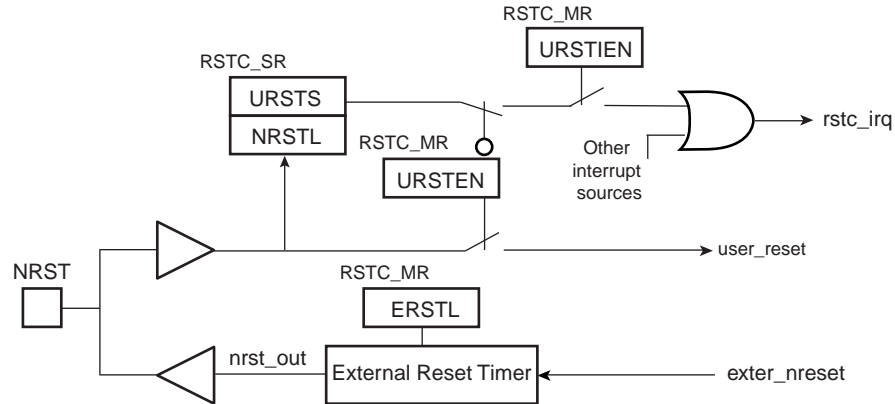 RSTC_MR
URSTIEN
RSTC_SR
URSTS
NRSTL
rstc_irq
RSTC_MR
URSTEN
Other
interrupt
sources
user_reset
NRST
RSTC_MR
ERSTL
nrst_out
External Reset Timer
exter_nreset